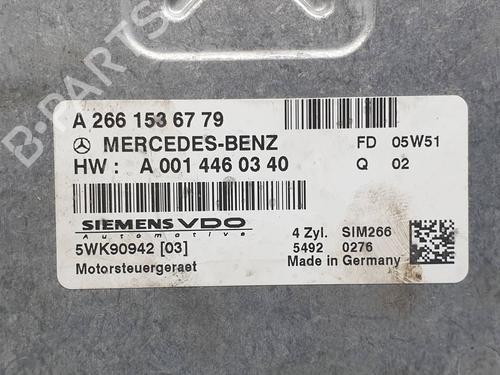 B-PARTS
A 266 153 67 79
MERCEDES-BENZ FD 05W51
HW : A 001 446 03 40 Q 02
SIEMENS VDO
Automotive
4 Zyl. SIM266
5WK90942 [03] 5492 0276
Motorsteuergeraet Made in Germany